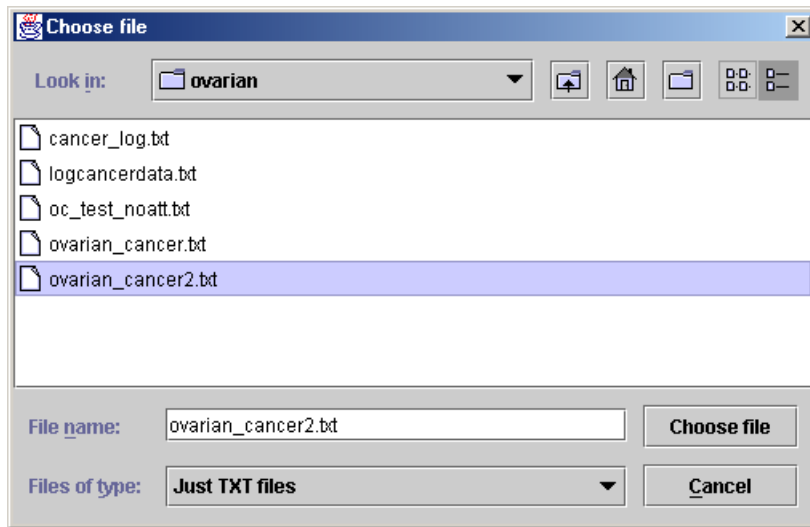 Choose file
Look in: ovarian
cancer_log.txt
logcancerdata.txt
oc_test_noatt.txt
ovarian_cancer.txt
ovarian_cancer2.txt
File name: ovarian_cancer2.txt Choose file
Files of type: Just TXT files Cancel